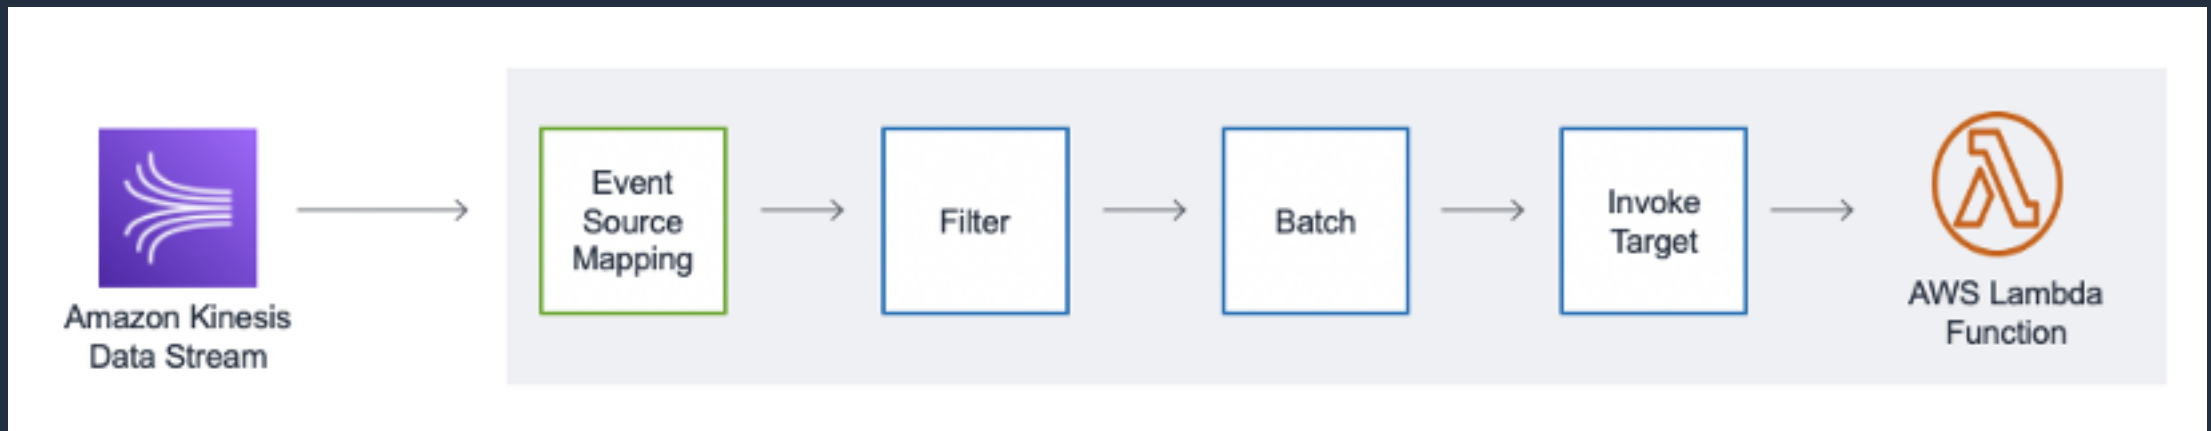 Amazon Kinesis
Data Stream
Event
Source
Mapping
Filter
Batch
Invoke
Target
AWS Lambda
Function